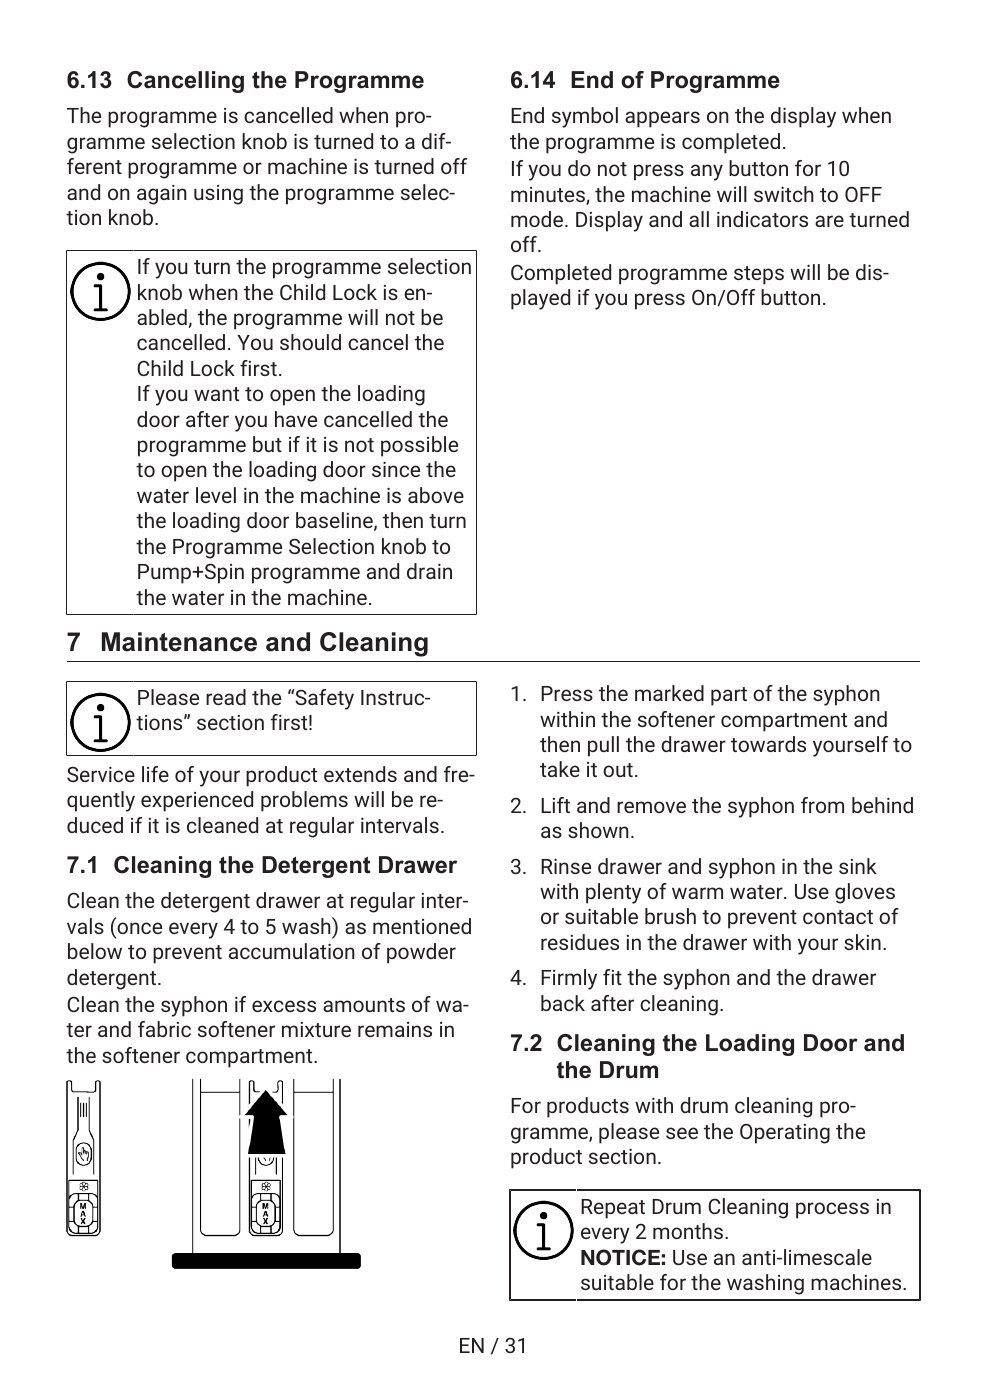 6.13 Cancelling the Programme
The programme is cancelled when pro-
gramme selection knob is turned to a dif-
ferent programme or machine is turned off
and on again using the programme selec-
tion knob.
If you turn the programme selection
knob when the Child Lock is en-
abled, the programme will not be
cancelled. You should cancel the
Child Lock first.
If you want to open the loading
door after you have cancelled the
programme but if it is not possible
to open the loading door since the
water level in the machine is above
the loading door baseline, then turn
the Programme Selection knob to
Pump+Spin programme and drain
the water in the machine.
6.14 End of Programme
End symbol appears on the display when
the programme is completed.
If you do not press any button for 10
minutes, the machine will switch to OFF
mode. Display and all indicators are turned
off.
Completed programme steps will be dis-
played if you press On/Off button.
7 Maintenance and Cleaning
Please read the “Safety Instruc-
tions” section first!
Service life of your product extends and fre-
quently experienced problems will be re-
duced if it is cleaned at regular intervals.
7.1 Cleaning the Detergent Drawer
Clean the detergent drawer at regular inter-
vals (once every 4 to 5 wash) as mentioned
below to prevent accumulation of powder
detergent.
Clean the syphon if excess amounts of wa-
ter and fabric softener mixture remains in
the softener compartment.
MAX
MAX
1. Press the marked part of the syphon
within the softener compartment and
then pull the drawer towards yourself to
take it out.
2. Lift and remove the syphon from behind
as shown.
3. Rinse drawer and syphon in the sink
with plenty of warm water. Use gloves
or suitable brush to prevent contact of
residues in the drawer with your skin.
4. Firmly fit the syphon and the drawer
back after cleaning.
7.2 Cleaning the Loading Door and
the Drum
For products with drum cleaning pro-
gramme, please see the Operating the
product section.
Repeat Drum Cleaning process in
every 2 months.
NOTICE: Use an anti-limescale
suitable for the washing machines.
EN / 31